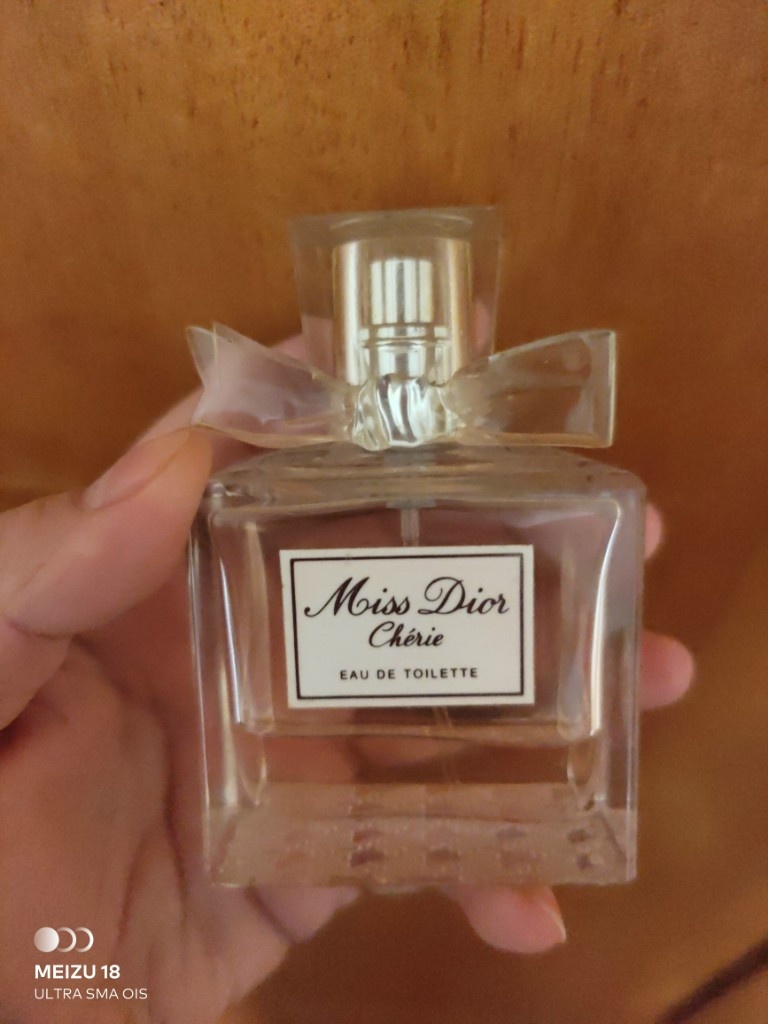 Miss Dior
Chérie
EAU DE TOILETTE
MEIZU 18
ULTRA SMA OIS